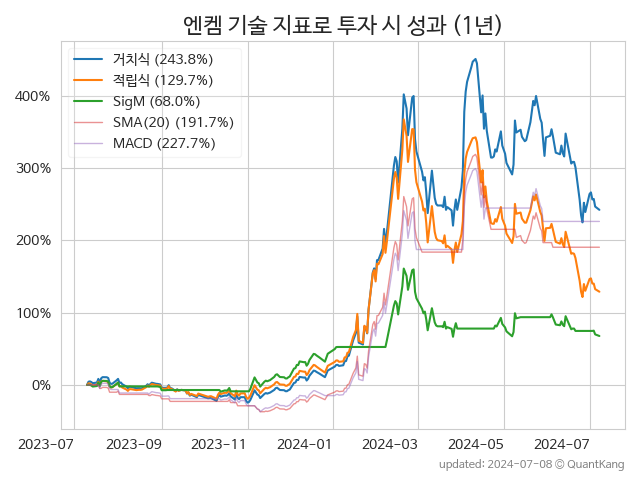 엔켐 기술 지표로 투자 시 성과 (1년)
거치식 (243.8%)
적립식 (129.7%)
SigM (68.0%)
SMA(20) (191.7%)
MACD (227.7%)
400%
300%
200%
100%
0%
2023-07 2023-09 2023-11 2024-01 2024-03 2024-05 2024-07
updated: 2024-07-08 © QuantKang